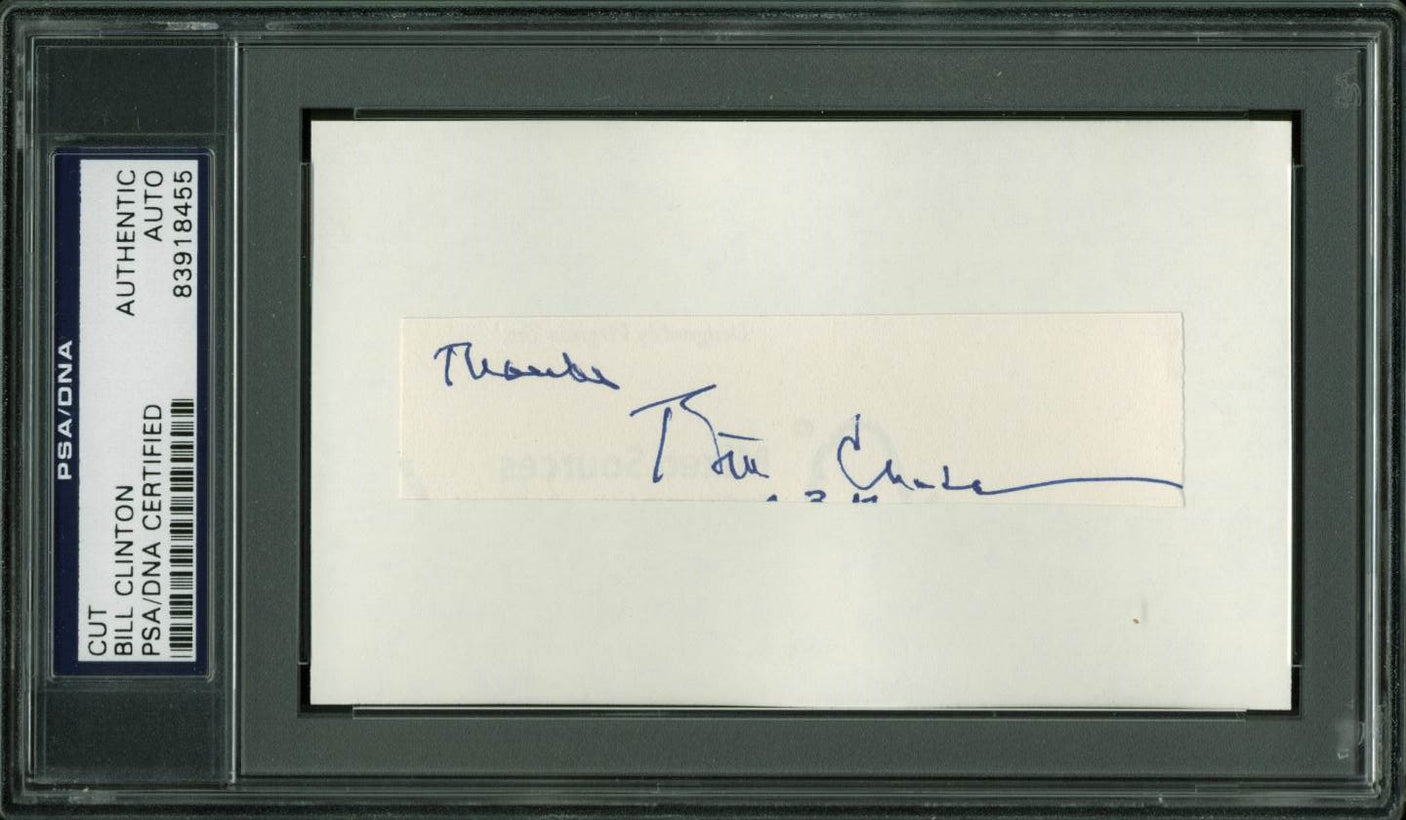 PSA/DNA
CUT AUTHENTIC
BILL CLINTON AUTO
PSA/DNA CERTIFIED 83918455
Thanks
Bill Clinton